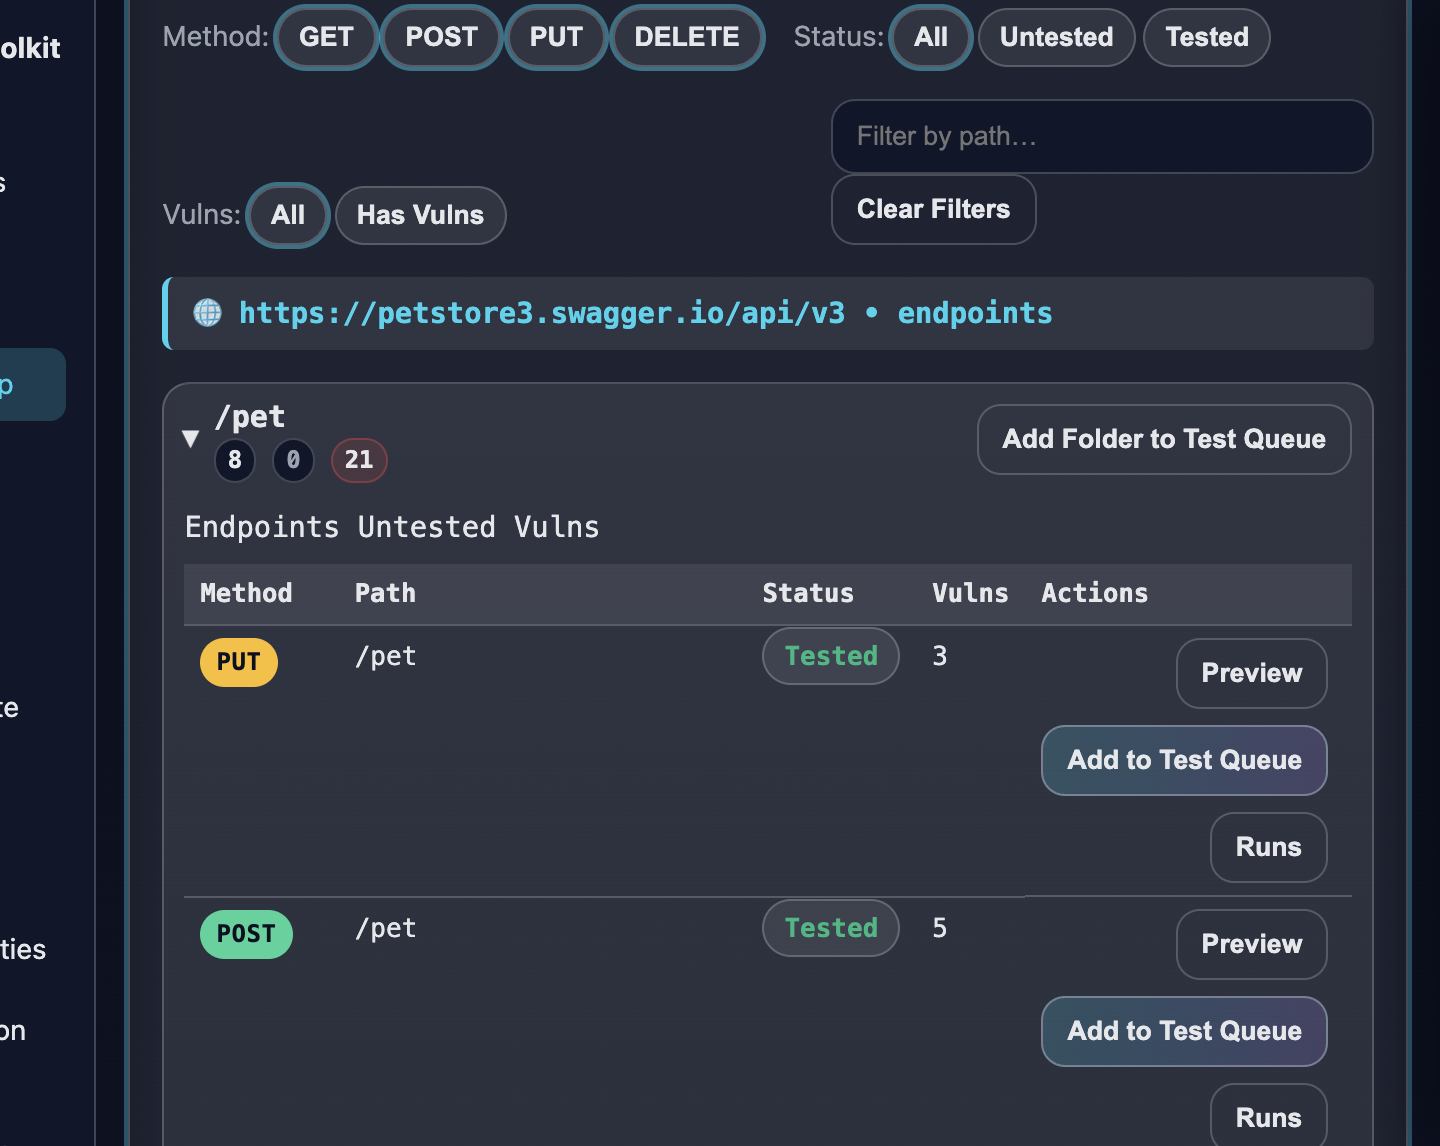 olkit
s
p
te
ties
on
Method: GET POST PUT DELETE Status: All Untested Tested
Filter by path…
Vulns: All Has Vulns Clear Filters
https://petstore3.swagger.io/api/v3 • endpoints
▼ /pet
8 0 21
Add Folder to Test Queue
Endpoints Untested Vulns
Method Path Status Vulns Actions
PUT /pet Tested 3 Preview
Add to Test Queue
Runs
POST /pet Tested 5 Preview
Add to Test Queue
Runs